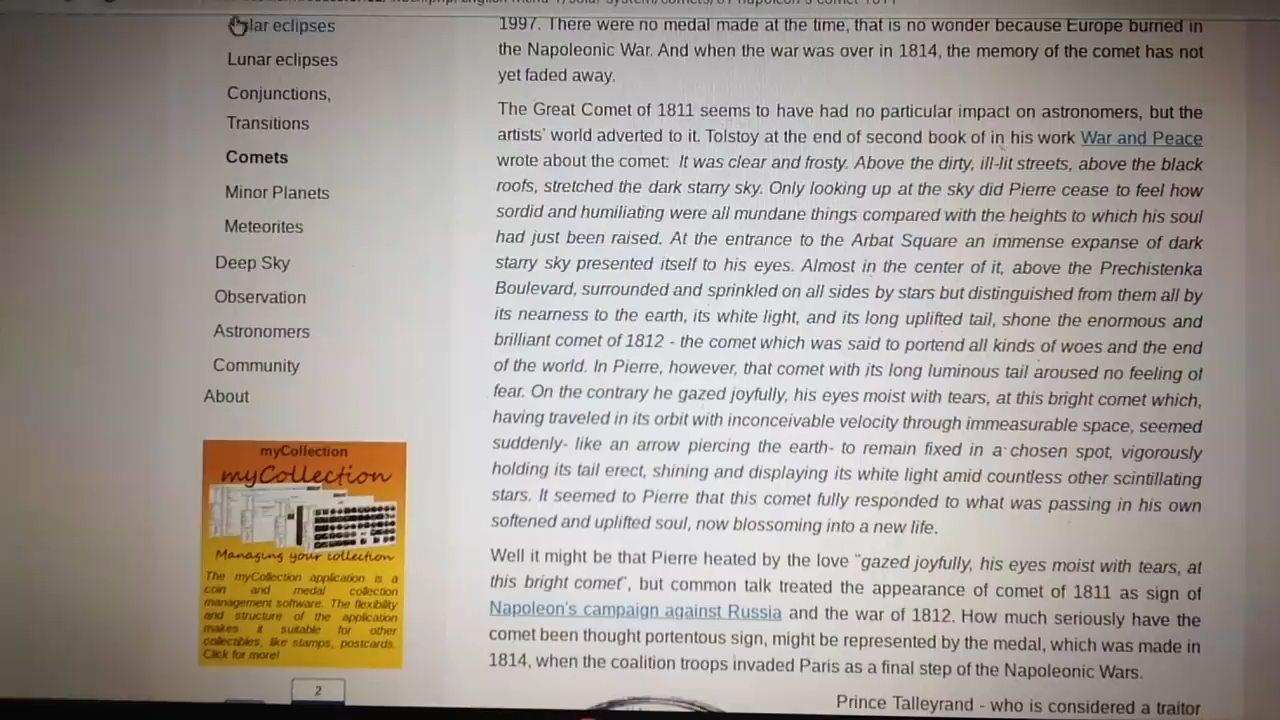 lar eclipses
Lunar eclipses
Conjunctions,
Transitions
Comets
Minor Planets
Meteorites
Deep Sky
Observation
Astronomers
Community
About
myCollection
myCollection
Managing your collection
The myCollection application is a
coin and medal collection
management software. The flexibility
and structure of the application
makes it suitable for other
collectibles, like stamps, postcards.
Click for more!
2
1997. There were no medal made at the time, that is no wonder because Europe burned in
the Napoleonic War. And when the war was over in 1814, the memory of the comet has not
yet faded away.
The Great Comet of 1811 seems to have had no particular impact on astronomers, but the
artists' world adverted to it. Tolstoy at the end of second book of in his work War and Peace
wrote about the comet: It was clear and frosty. Above the dirty, ill-lit streets, above the black
roofs, stretched the dark starry sky. Only looking up at the sky did Pierre cease to feel how
sordid and humiliating were all mundane things compared with the heights to which his soul
had just been raised. At the entrance to the Arbat Square an immense expanse of dark
starry sky presented itself to his eyes. Almost in the center of it, above the Prechistenka
Boulevard, surrounded and sprinkled on all sides by stars but distinguished from them all by
its nearness to the earth, its white light, and its long uplifted tail, shone the enormous and
brilliant comet of 1812 - the comet which was said to portend all kinds of woes and the end
of the world. In Pierre, however, that comet with its long luminous tail aroused no feeling of
fear. On the contrary he gazed joyfully, his eyes moist with tears, at this bright comet which,
having traveled in its orbit with inconceivable velocity through immeasurable space, seemed
suddenly- like an arrow piercing the earth- to remain fixed in a chosen spot, vigorously
holding its tail erect, shining and displaying its white light amid countless other scintillating
stars. It seemed to Pierre that this comet fully responded to what was passing in his own
softened and uplifted soul, now blossoming into a new life.
Well it might be that Pierre heated by the love "gazed joyfully, his eyes moist with tears, at
this bright comet", but common talk treated the appearance of comet of 1811 as sign of
Napoleon's campaign against Russia and the war of 1812. How much seriously have the
comet been thought portentous sign, might be represented by the medal, which was made in
1814, when the coalition troops invaded Paris as a final step of the Napoleonic Wars.
Prince Talleyrand - who is considered a traitor